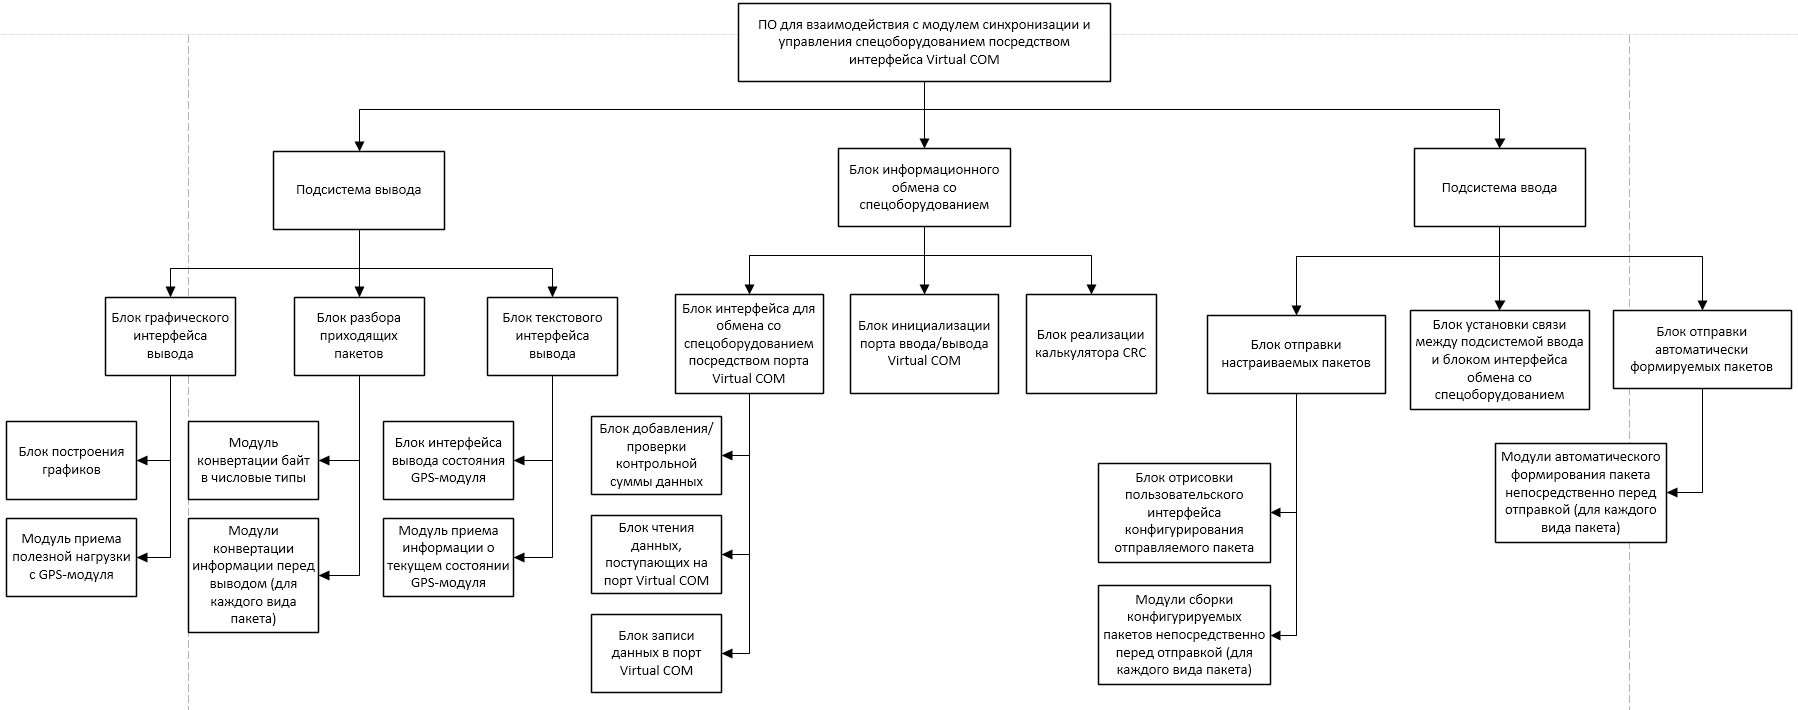 ПО для взаимодействия с модулем синхронизации и
управления спецоборудованием посредством
интерфейса Virtual COM
Подсистема вывода
Блок информационного
обмена со
спецоборудованием
Подсистема ввода
Блок графического
интерфейса
вывода
Блок разбора
приходящих
пакетов
Блок текстового
интерфейса
вывода
Блок интерфейса для
обмена со
спецоборудованием
посредством порта
Virtual COM
Блок инициализации
порта ввода/вывода
Virtual COM
Блок реализации
калькулятора CRC
Блок отправки
настраиваемых пакетов
Блок установки связи
между подсистемой ввода
и блоком интерфейса
обмена со
спецоборудованием
Блок отправки
автоматически
формируемых пакетов
Блок построения
графиков
Модуль
конвертации байт
в числовые типы
Блок интерфейса
вывода состояния
GPS-модуля
Блок добавления/
проверки
контрольной
суммы данных
Блок отрисовки
пользовательского
интерфейса
конфигурирования
отправляемого пакета
Модули автоматического
формирования пакета
непосредственно перед
отправкой (для каждого
вида пакета)
Модуль приема
полезной нагрузки
с GPS-модуля
Модули
конвертации
информации перед
выводом (для
каждого вида
пакета)
Модуль приема
информации о
текущем состоянии
GPS-модуля
Блок чтения
данных,
поступающих на
порт Virtual COM
Модули сборки
конфигурируемых
пакетов непосредственно
перед отправкой (для
каждого вида пакета)
Блок записи
данных в порт
Virtual COM